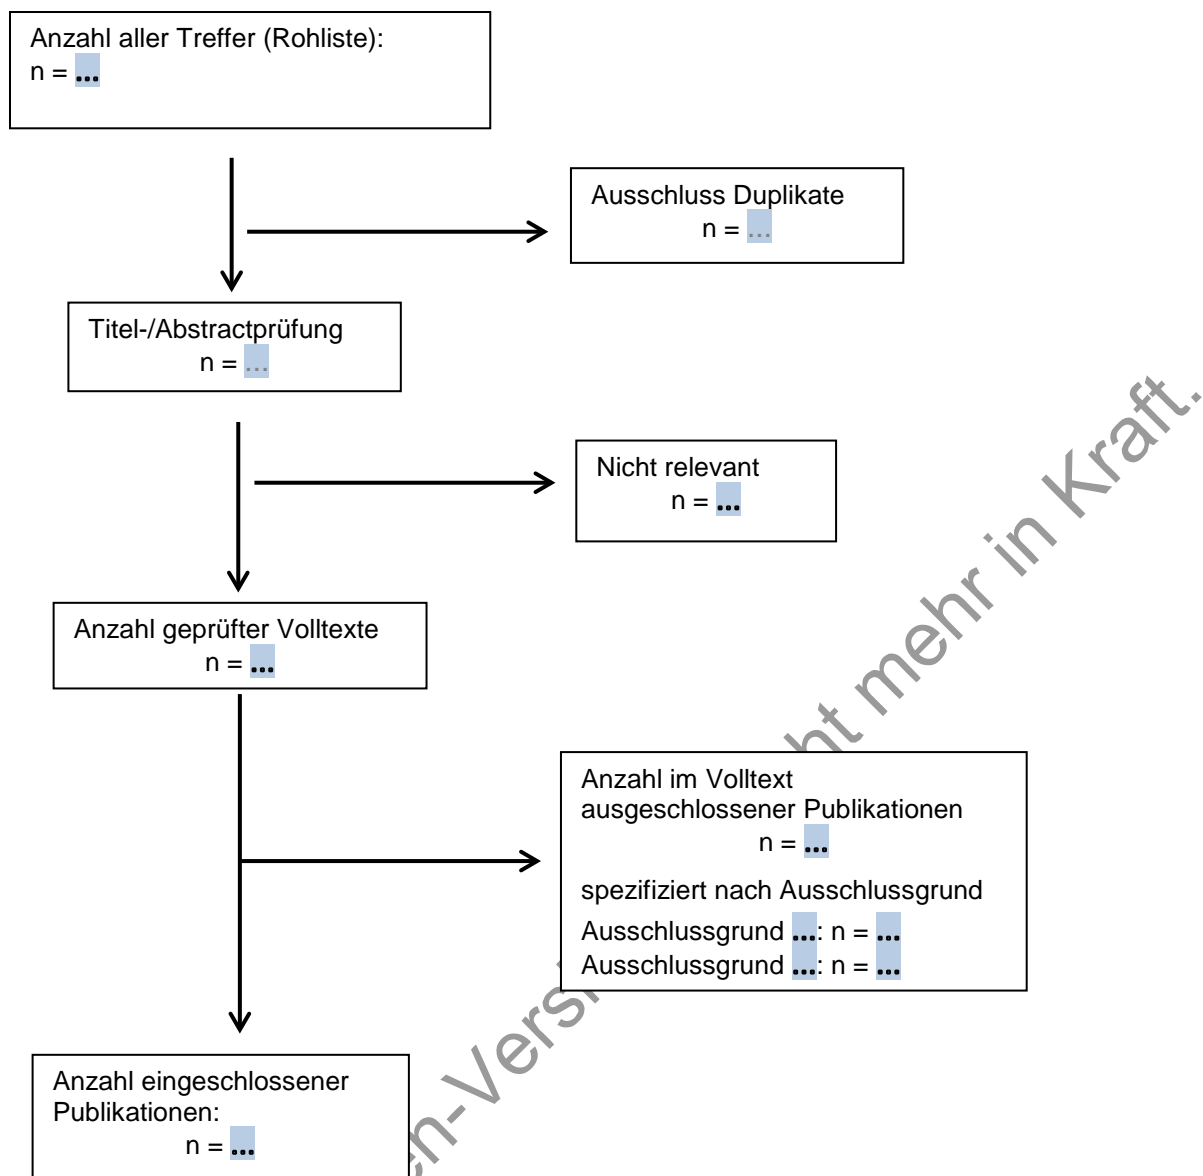 Anzahl aller Treffer (Rohliste):
n = ...
Ausschluss Duplikate
n = ...
Titel-/Abstractprüfung
n = ...
Nicht relevant
n = ...
Anzahl geprüfter Volltexte
n = ...
Anzahl im Volltext
ausgeschlossener Publikationen
n = ...
spezifiziert nach Ausschlussgrund
Ausschlussgrund ...: n = ...
Ausschlussgrund ...: n = ...
Anzahl eingeschlossener
Publikationen:
n = ...
mehr in Kraft.